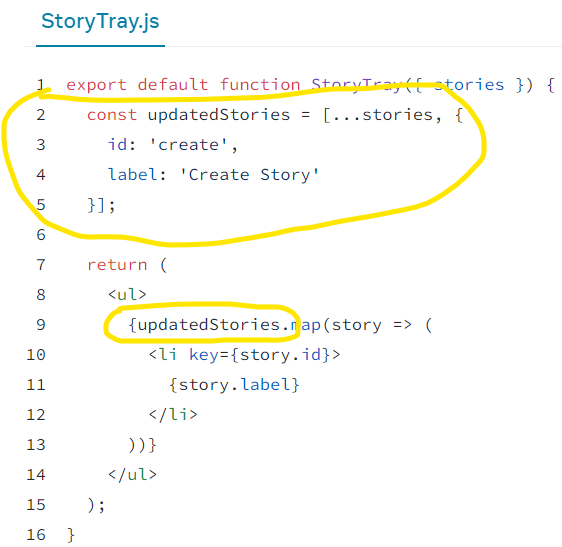 StoryTray.js
1 export default function StoryTray({ stories }) {
2   const updatedStories = [...stories, {
3     id: 'create',
4     label: 'Create Story'
5   }];
6
7   return (
8     <ul>
9       {updatedStories.map(story => (
10         <li key={story.id}>
11           {story.label}
12         </li>
13       ))}
14     </ul>
15   );
16 }